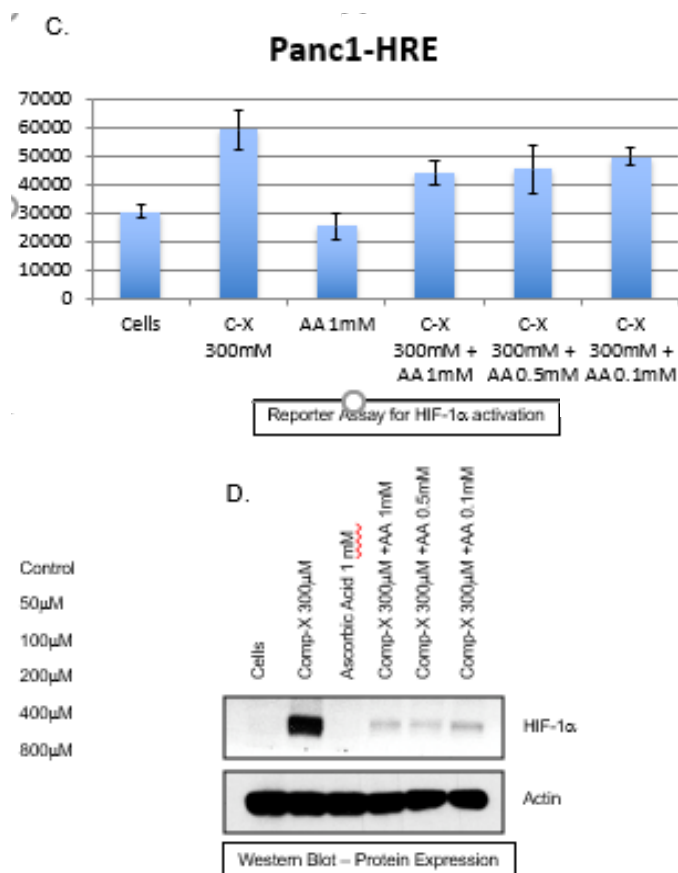 C.
Panc1-HRE
70000
60000
50000
40000
30000
20000
10000
0
Cells
C-X
300mM
AA 1mM
C-X
300mM +
AA 1mM
C-X
300mM +
AA 0.5mM
C-X
300mM +
AA 0.1mM
Reporter Assay for HIF-1α activation
D.
Control
50μM
100μM
200μM
400μM
800μM
Cells
Comp-X 300μM
Ascorbic Acid 1 mM
Comp-X 300μM +AA 1mM
Comp-X 300μM +AA 0.5mM
Comp-X 300μM +AA 0.1mM
HIF-1α
Actin
Western Blot – Protein Expression